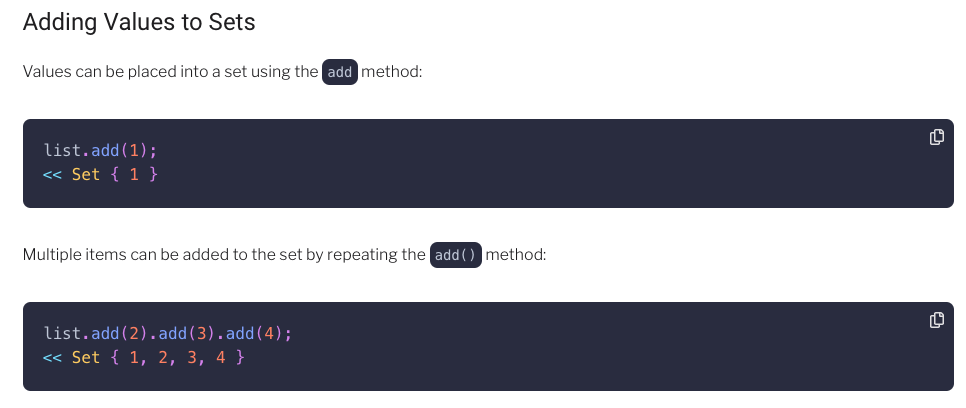 Adding Values to Sets
Values can be placed into a set using the add method:
list.add(1);
<< Set { 1 }
Multiple items can be added to the set by repeating the add() method:
list.add(2).add(3).add(4);
<< Set { 1, 2, 3, 4 }